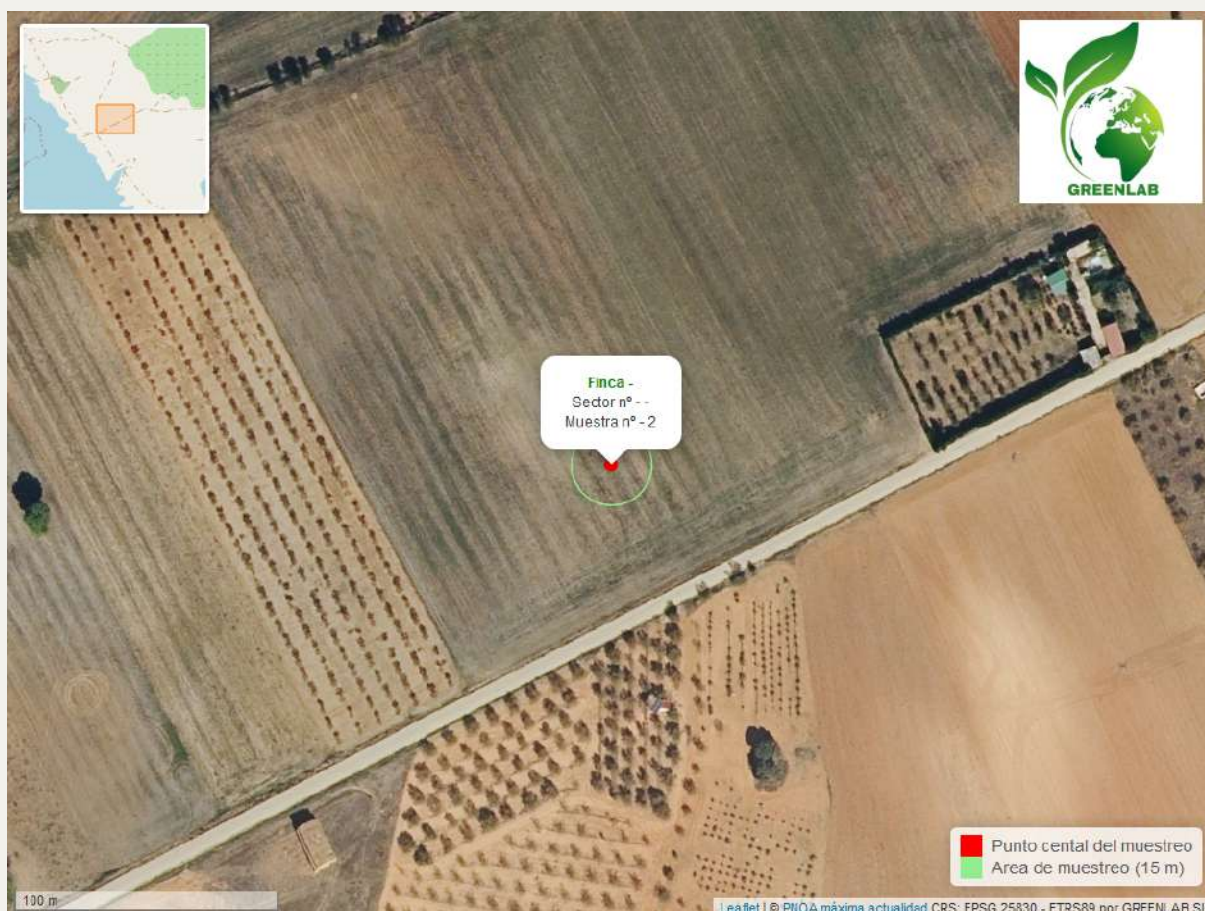 GREENLAB
Finca -
Sector nº - -
Muestra nº - 2
Punto cental del muestreo
Area de muestreo (15 m)
100 m
Leaflet | © PNOA máxima actualidad CRS: EPSG 25830 - ETRS89 por GREENLAB SL